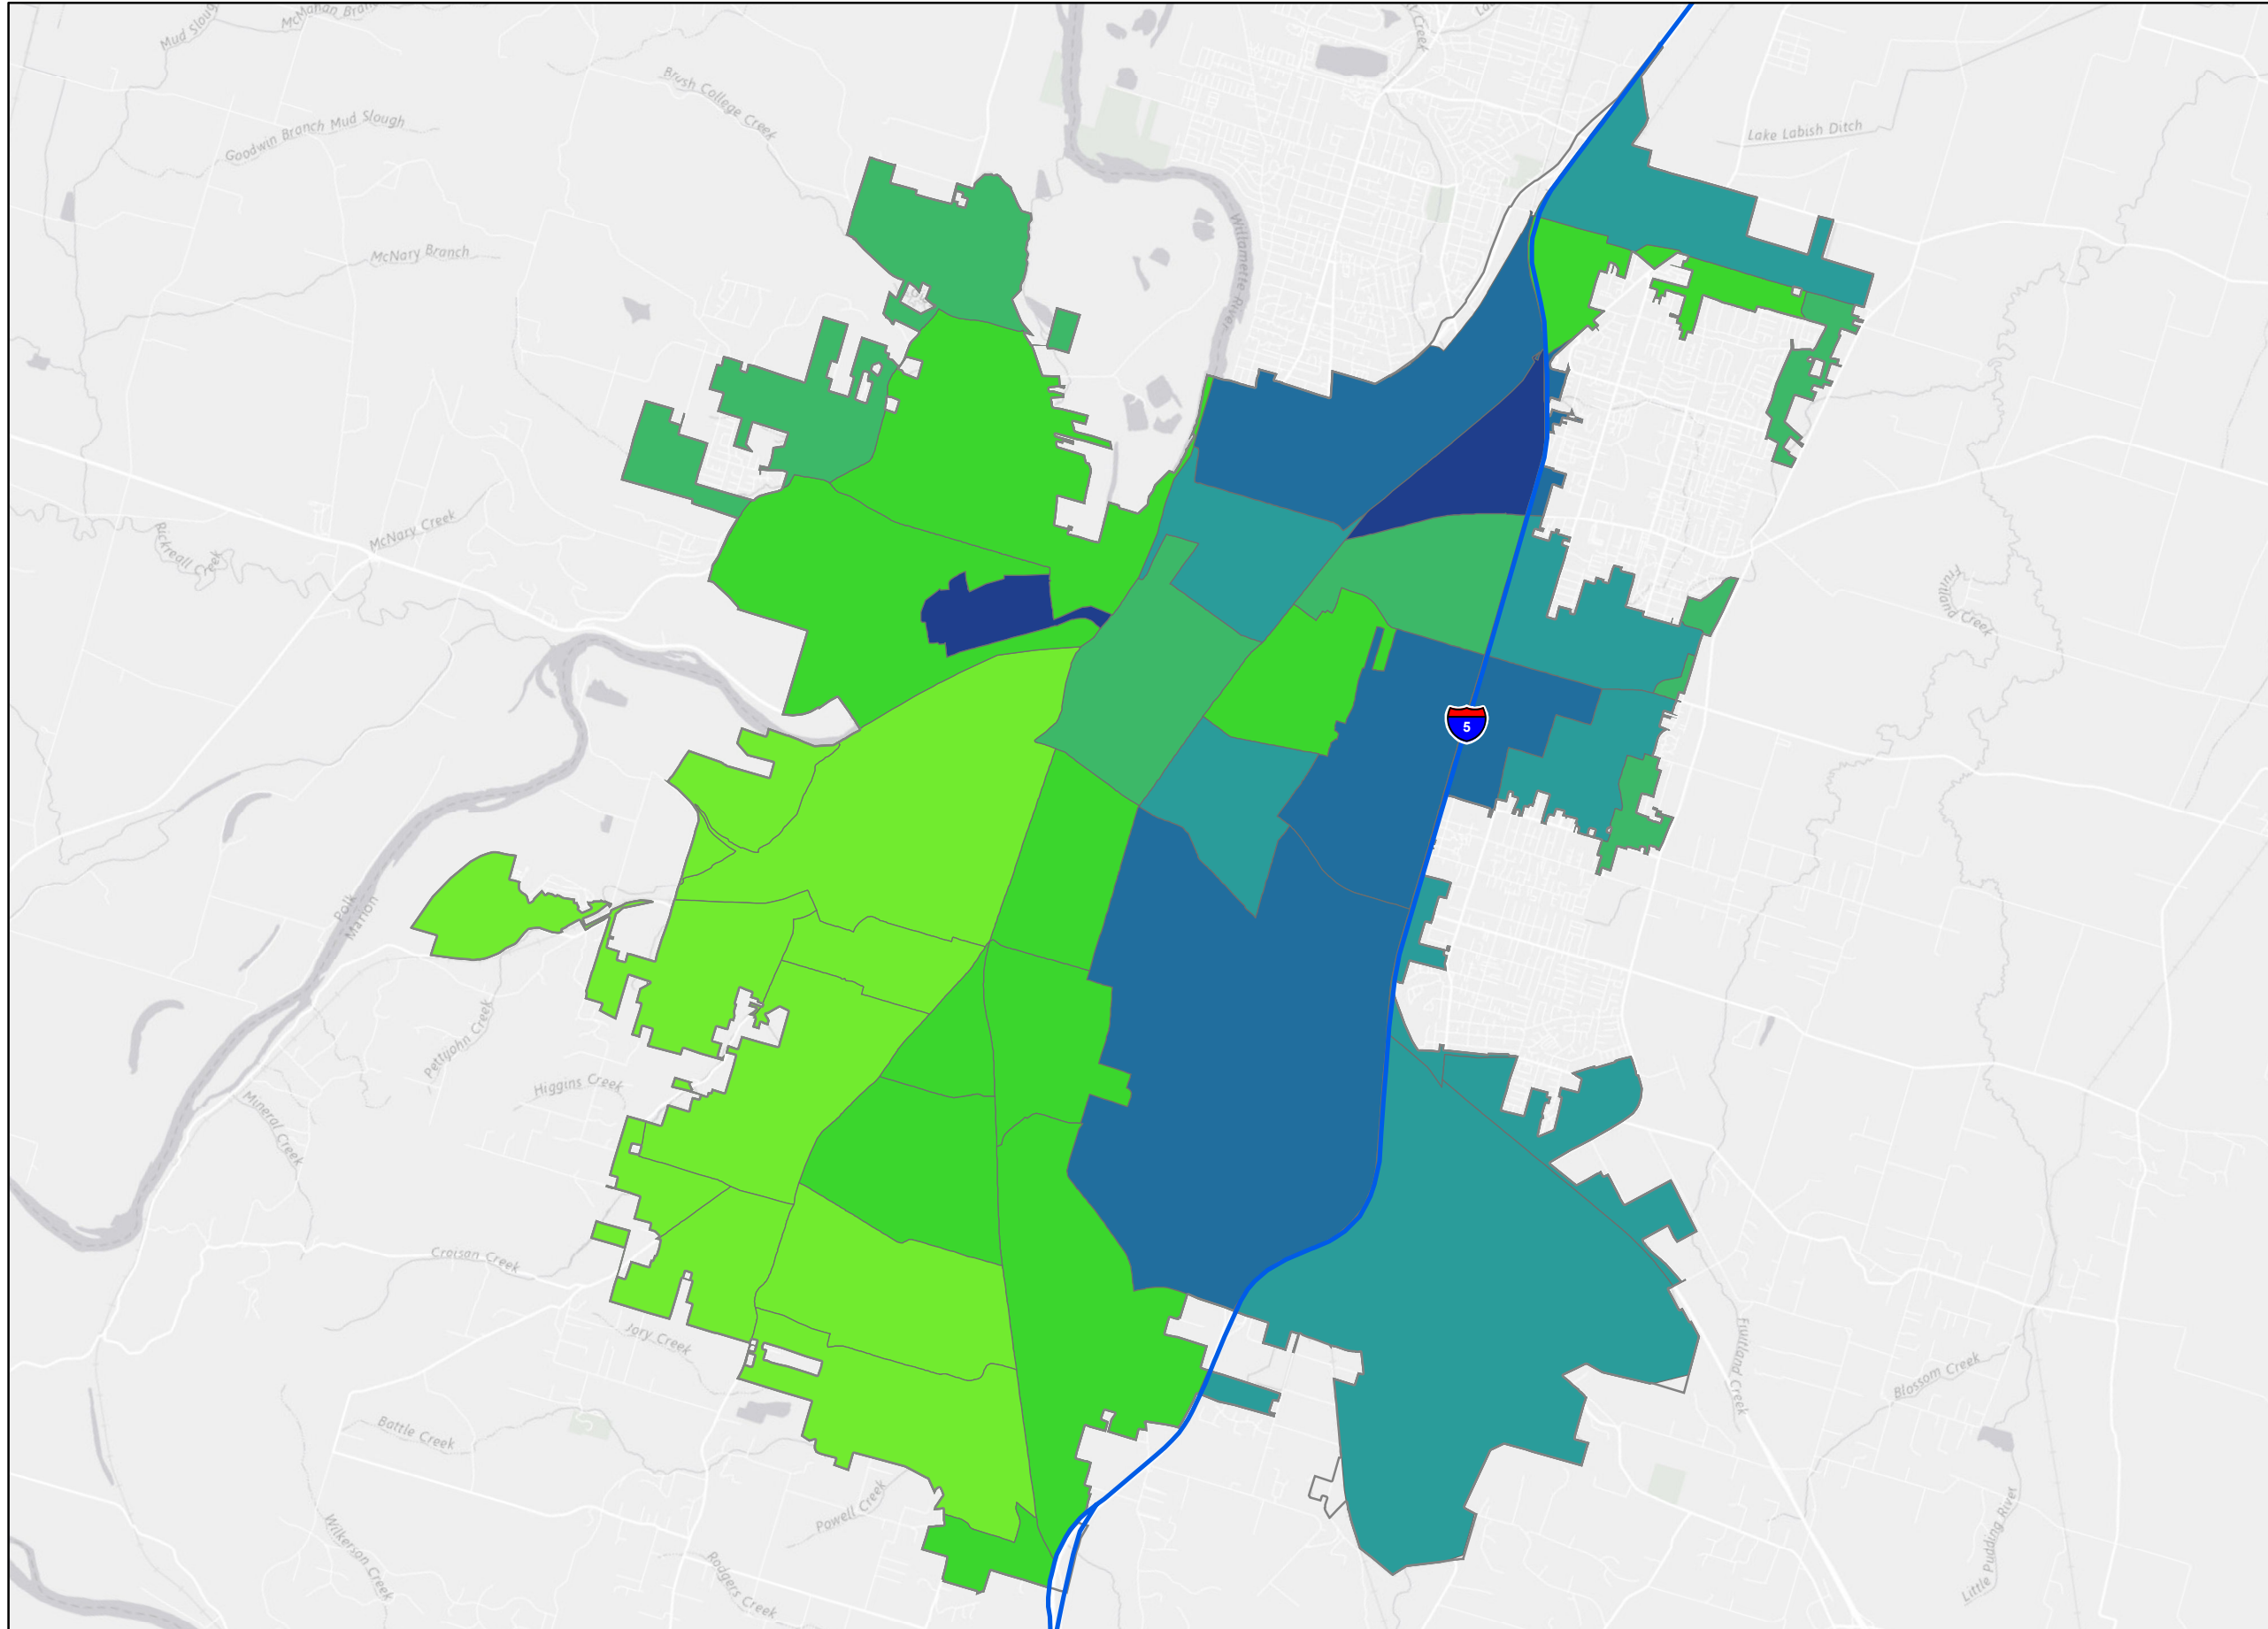 Mud Slough
McMahan Branch
Brush College Creek
Goodwin Branch Mud Slough
Lake Labish Ditch
McNary Branch
Willamette River
McNary Creek
Rickreall Creek
Fruitland Creek
5
Polk
Marion
Pettyjohn Creek
Higgins Creek
Mineral Creek
Croisan Creek
Jory Creek
Fruitland Creek
Blossom Creek
Battle Creek
Powell Creek
Wilkerson Creek
Rodgers Creek
Little Pudding River